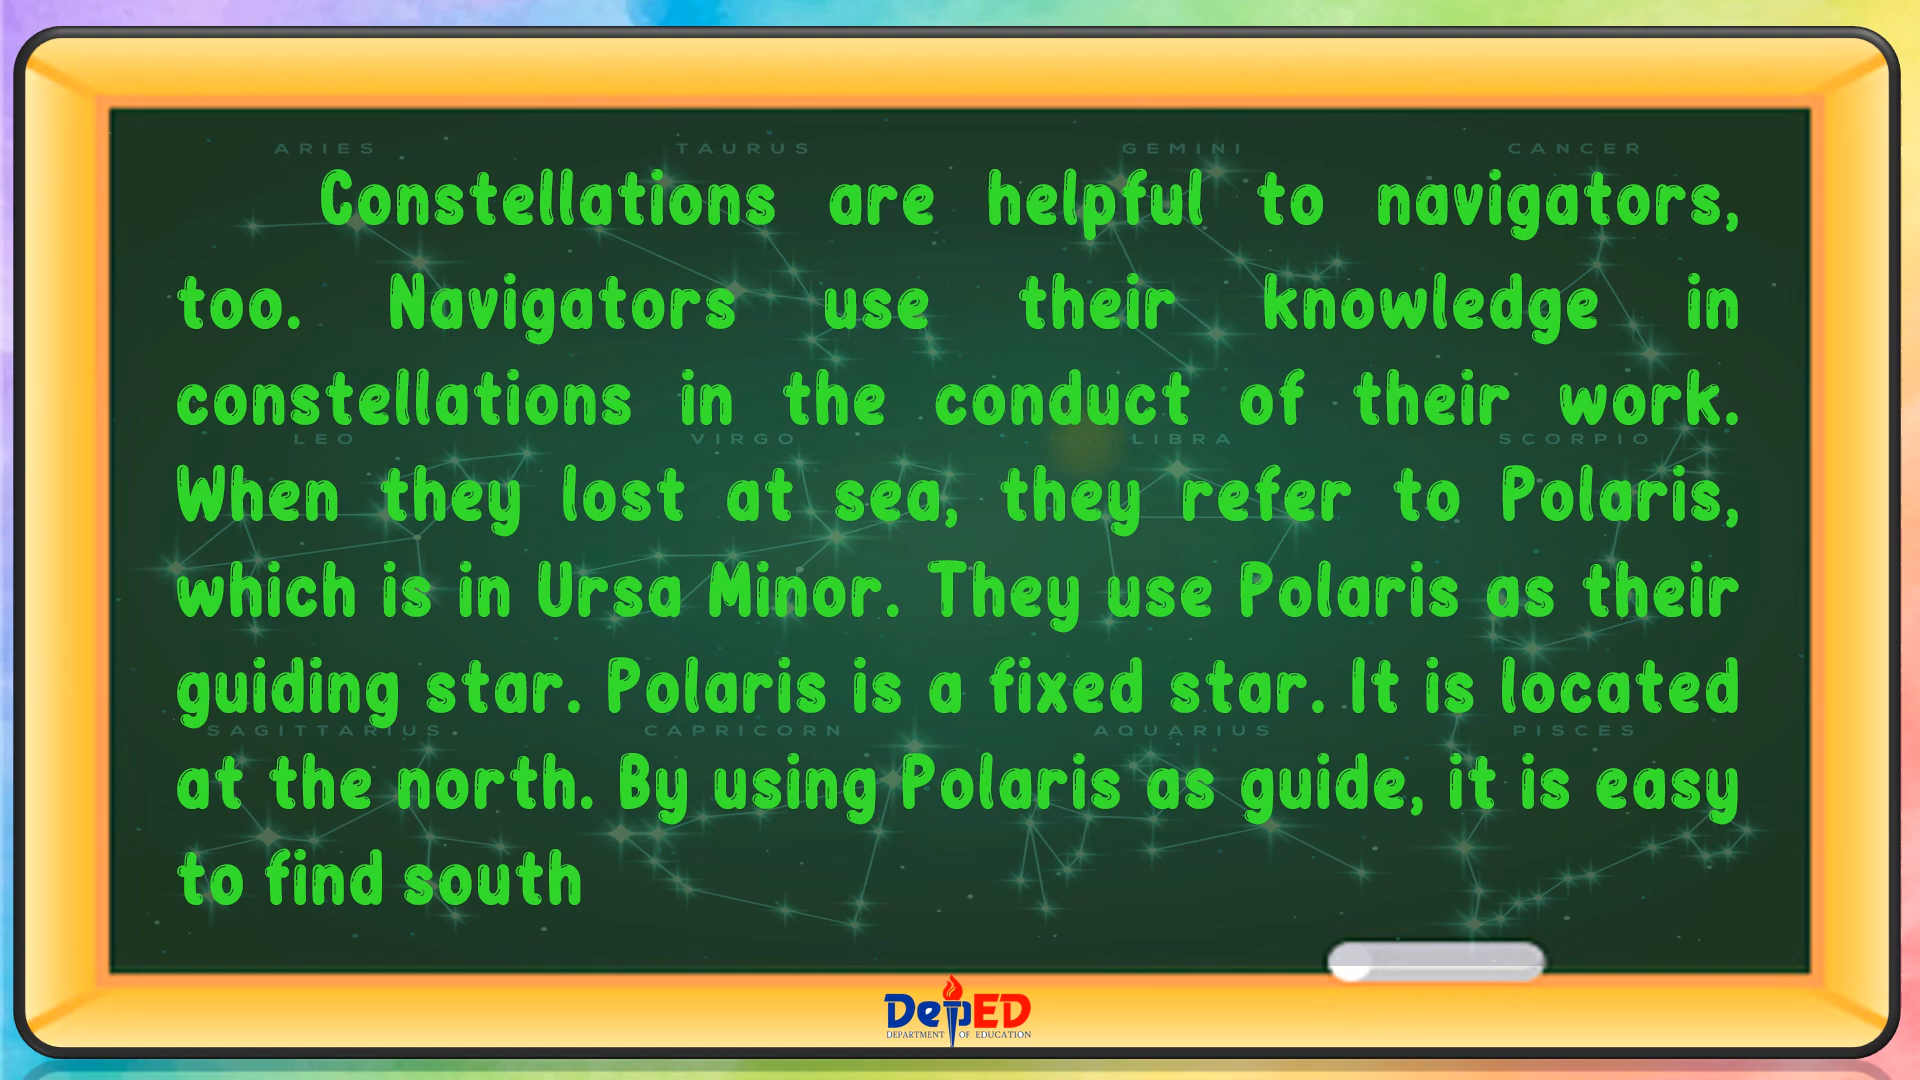 ARIES TAURUS GEMINI CANCER
Constellations are helpful to navigators,
too. Navigators use their knowledge in
constellations in the conduct of their work.
LEO VIRGO LIBRA SCORPIO
When they lost at sea, they refer to Polaris,
which is in Ursa Minor. They use Polaris as their
guiding star. Polaris is a fixed star. It is located
SAGITTARIUS CAPRICORN AQUARIUS PISCES
at the north. By using Polaris as guide, it is easy
to find south
DepED
DEPARTMENT OF EDUCATION